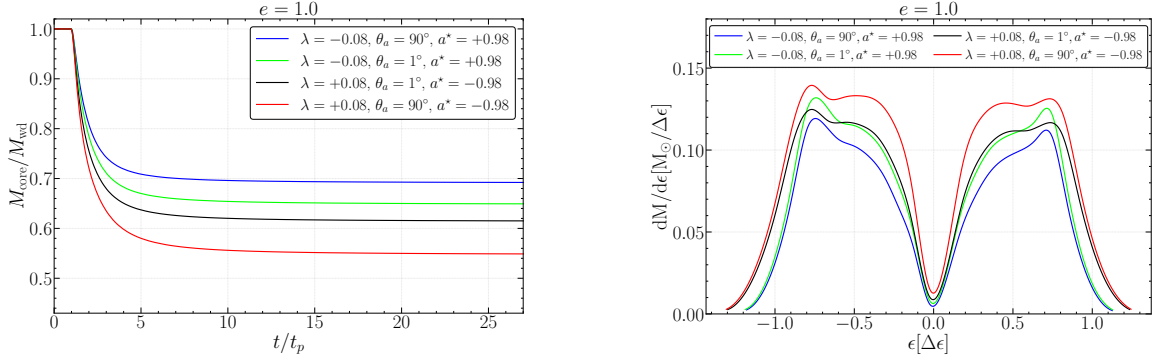 e = 1.0
λ = −0.08, θ_a = 90°, a* = +0.98
λ = −0.08, θ_a = 1°, a* = +0.98
λ = +0.08, θ_a = 1°, a* = −0.98
λ = +0.08, θ_a = 90°, a* = −0.98
1.0
0.9
0.8
0.7
0.6
0.5
M_core/M_wd
0 5 10 15 20 25
t/t_p
e = 1.0
λ = −0.08, θ_a = 90°, a* = +0.98 λ = +0.08, θ_a = 1°, a* = −0.98
λ = −0.08, θ_a = 1°, a* = +0.98 λ = +0.08, θ_a = 90°, a* = −0.98
0.15
0.10
0.05
0.00
dM/dϵ[M_⊙/Δϵ]
−1.0 −0.5 0.0 0.5 1.0
ϵ[Δϵ]